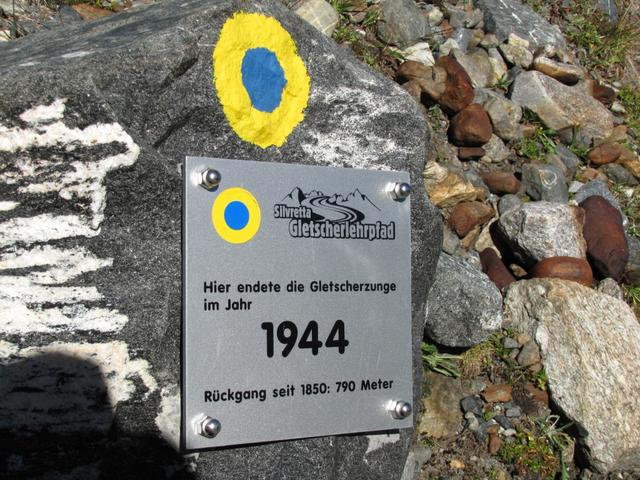 Silvretta
Gletscherlehrpfad
Hier endete die Gletscherzunge
im Jahr
1944
Rückgang seit 1850: 790 Meter